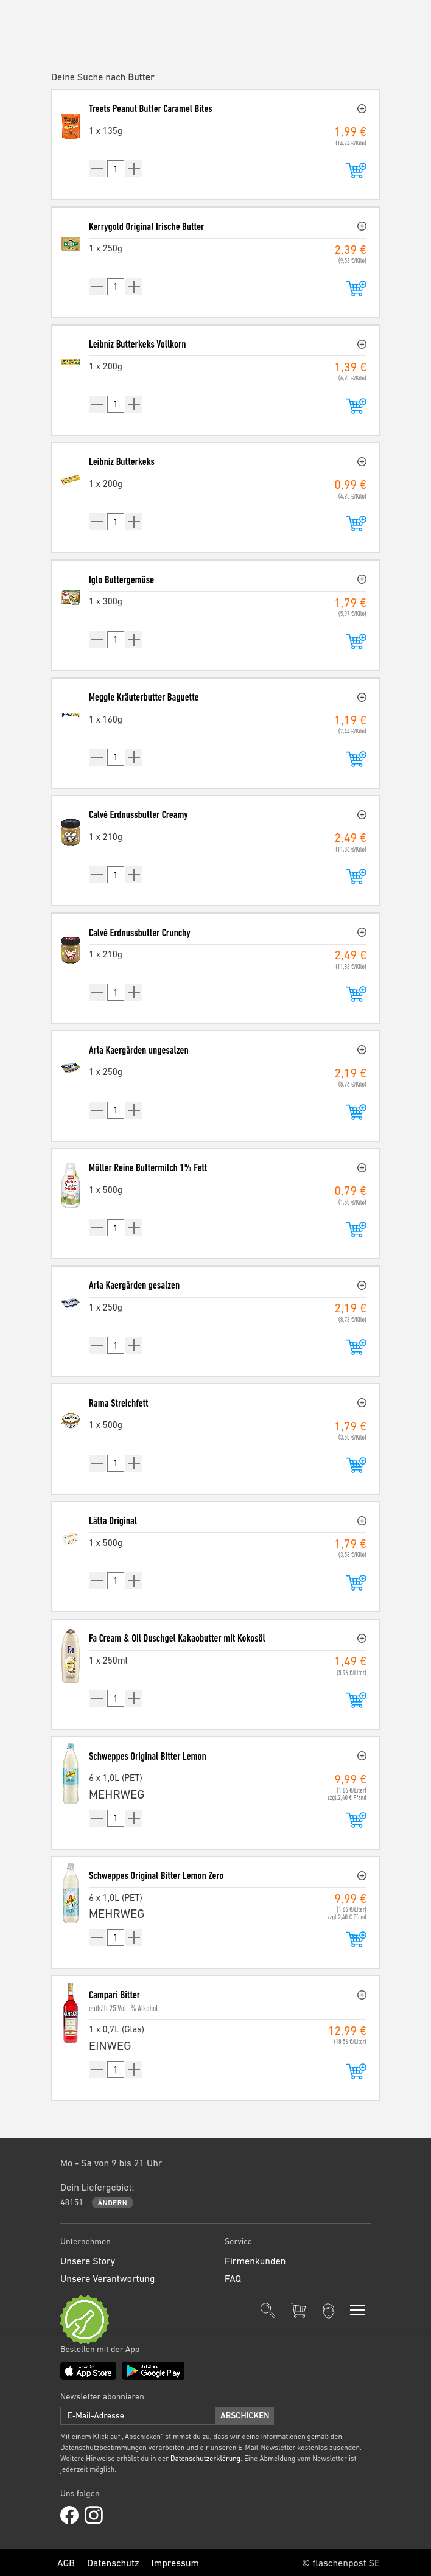 Deine Suche nach Butter
Treets Peanut Butter Caramel Bites
1 x 135g
1,99 €
(14,74 €/Kilo)
1
Kerrygold Original Irische Butter
1 x 250g
2,39 €
(9,56 €/Kilo)
1
Leibniz Butterkeks Vollkorn
1 x 200g
1,39 €
(6,95 €/Kilo)
1
Leibniz Butterkeks
1 x 200g
0,99 €
(4,95 €/Kilo)
1
Iglo Buttergemüse
1 x 300g
1,79 €
(5,97 €/Kilo)
1
Meggle Kräuterbutter Baguette
1 x 160g
1,19 €
(7,44 €/Kilo)
1
Calvé Erdnussbutter Creamy
1 x 210g
2,49 €
(11,86 €/Kilo)
1
Calvé Erdnussbutter Crunchy
1 x 210g
2,49 €
(11,86 €/Kilo)
1
Arla Kaergården ungesalzen
1 x 250g
2,19 €
(8,76 €/Kilo)
1
Müller Reine Buttermilch 1% Fett
1 x 500g
0,79 €
(1,58 €/Kilo)
1
Arla Kaergården gesalzen
1 x 250g
2,19 €
(8,76 €/Kilo)
1
Rama Streichfett
1 x 500g
1,79 €
(3,58 €/Kilo)
1
Lätta Original
1 x 500g
1,79 €
(3,58 €/Kilo)
1
Fa Cream & Oil Duschgel Kakaobutter mit Kokosöl
1 x 250ml
1,49 €
(5,96 €/Liter)
1
Schweppes Original Bitter Lemon
6 x 1,0L (PET)
9,99 €
(1,66 €/Liter)
zzgl. 2,40 € Pfand
MEHRWEG
1
Schweppes Original Bitter Lemon Zero
6 x 1,0L (PET)
9,99 €
(1,66 €/Liter)
zzgl. 2,40 € Pfand
MEHRWEG
1
Campari Bitter
enthält 25 Vol.-% Alkohol
1 x 0,7L (Glas)
12,99 €
(18,56 €/Liter)
EINWEG
1
Mo - Sa von 9 bis 21 Uhr
Dein Liefergebiet:
48151 ÄNDERN
Unternehmen Service
Unsere Story Firmenkunden
Unsere Verantwortung FAQ
Bestellen mit der App
Laden im App Store JETZT BEI Google Play
Newsletter abonnieren
E-Mail-Adresse ABSCHICKEN
Mit einem Klick auf „Abschicken" stimmst du zu, dass wir deine Informationen gemäß den
Datenschutzbestimmungen verarbeiten und dir unseren E-Mail-Newsletter kostenlos zusenden.
Weitere Hinweise erhälst du in der Datenschutzerklärung. Eine Abmeldung vom Newsletter ist
jederzeit möglich.
Uns folgen
AGB Datenschutz Impressum © flaschenpost SE